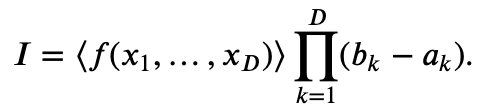 I = ⟨f(x₁, … , x_D)⟩ ∏_{k=1}^{D} (b_k − a_k).